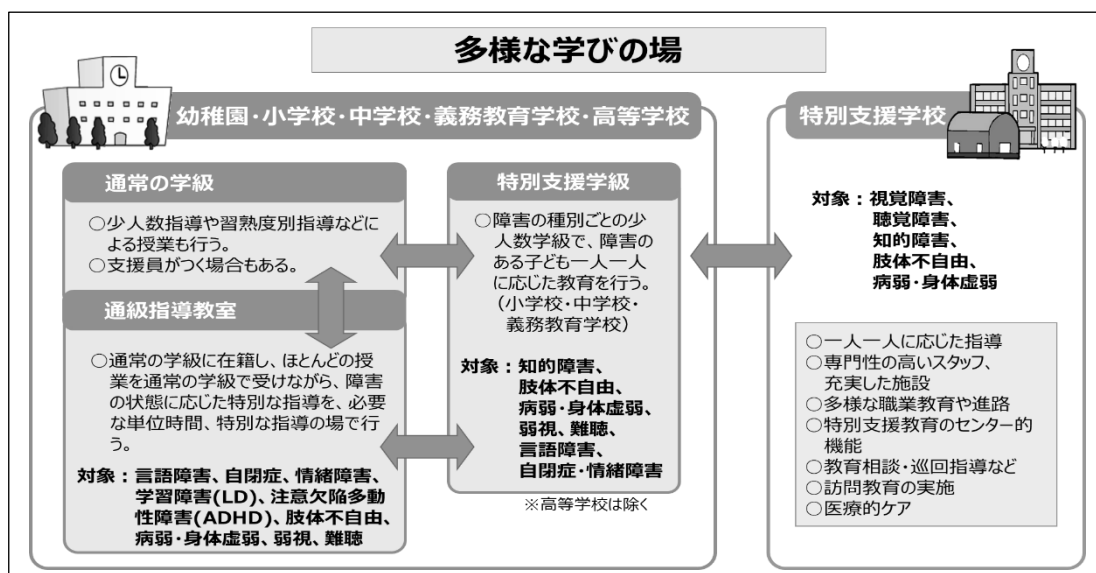 多様な学びの場
幼稚園・小学校・中学校・義務教育学校・高等学校
通常の学級
○少人数指導や習熟度別指導などに
よる授業も行う。
○支援員がつく場合もある。
通級指導教室
○通常の学級に在籍し、ほとんどの授
業を通常の学級で受けながら、障害
の状態に応じた特別な指導を、必要
な単位時間、特別な指導の場で行
う。
対象:言語障害、自閉症、情緒障害、
学習障害(LD)、注意欠陥多動
性障害(ADHD)、肢体不自由、
病弱・身体虚弱、弱視、難聴
特別支援学級
○障害の種別ごとの少
人数学級で、障害の
ある子ども一人一人
に応じた教育を行う。
(小学校・中学校・
義務教育学校)
対象:知的障害、
肢体不自由、
病弱・身体虚弱、
弱視、難聴、
言語障害、
自閉症・情緒障害
※高等学校は除く
特別支援学校
対象:視覚障害、
聴覚障害、
知的障害、
肢体不自由、
病弱・身体虚弱
○一人一人に応じた指導
○専門性の高いスタッフ、
充実した施設
○多様な職業教育や進路
○特別支援教育のセンター的
機能
○教育相談・巡回指導など
○訪問教育の実施
○医療的ケア